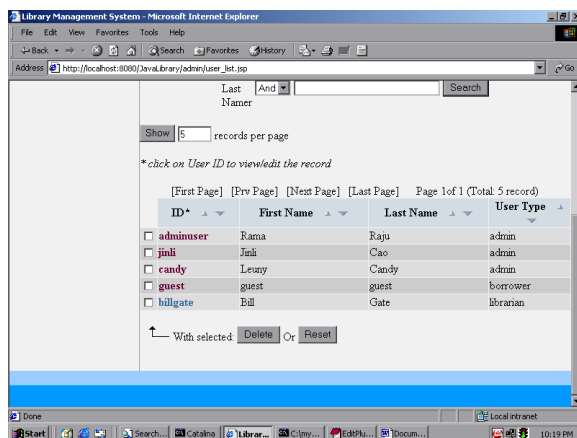 Library Management System - Microsoft Internet Explorer
File Edit View Favorites Tools Help
Back Search Favorites History
Address http://localhost:8080/JavaLibrary/admin/user_list.jsp Go
Last And Search
Namer
Show 5 records per page
* click on User ID to view/edit the record
[First Page] [Prv Page] [Next Page] [Last Page] Page 1of 1 (Total: 5 record)
ID* First Name Last Name User Type
adminuser Rama Raju admin
jinli Jinli Cao admin
candy Leuny Candy admin
guest guest guest borrower
billgate Bill Gate librarian
With selected: Delete Or Reset
Done Local intranet
Start Search... Catalina Librar... C:\my... EditPlu... Docum... 10:19 PM